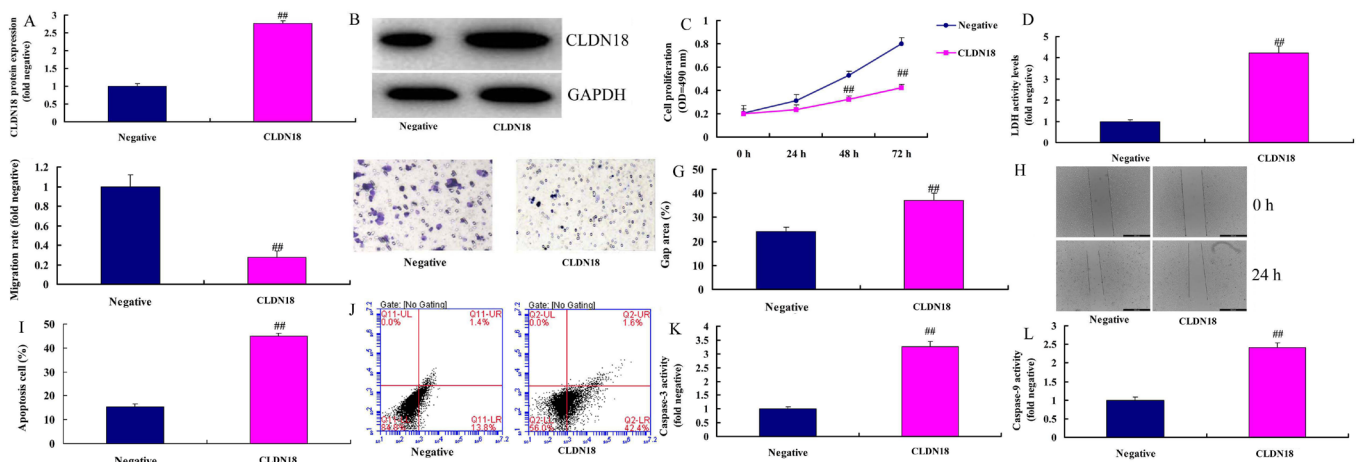 A
CLDN18 protein expression
(fold negative)
3
2.5
2
1.5
1
0.5
0
##
Negative
CLDN18
B
CLDN18
GAPDH
Negative
CLDN18
C
Cell proliferation
(OD=490 nm)
1
0.8
0.6
0.4
0.2
0
Negative
CLDN18
##
##
0 h
24 h
48 h
72 h
D
LDH activity levels
(fold negative)
5
4
3
2
1
0
##
Negative
CLDN18
Migration rate (fold negative)
1.2
1
0.8
0.6
0.4
0.2
0
##
Negative
CLDN18
Negative
CLDN18
G
Gap area (%)
50
40
30
20
10
0
##
Negative
CLDN18
H
0 h
24 h
Negative
CLDN18
I
Apoptosis cell (%)
50
40
30
20
10
0
##
Negative
CLDN18
J
Gate: [No Gating]
Q11-UL
0.0%
Q11-UR
1.4%
Q11-LR
13.8%
Negative
Gate: [No Gating]
Q2-UL
0.0%
Q2-UR
1.6%
Q2-LL
56.0%
Q2-LR
42.4%
CLDN18
K
Caspase-3 activity
(fold negative)
4
3.5
3
2.5
2
1.5
1
0.5
0
##
Negative
CLDN18
L
Caspase-9 activity
(fold negative)
3
2.5
2
1.5
1
0.5
0
##
Negative
CLDN18